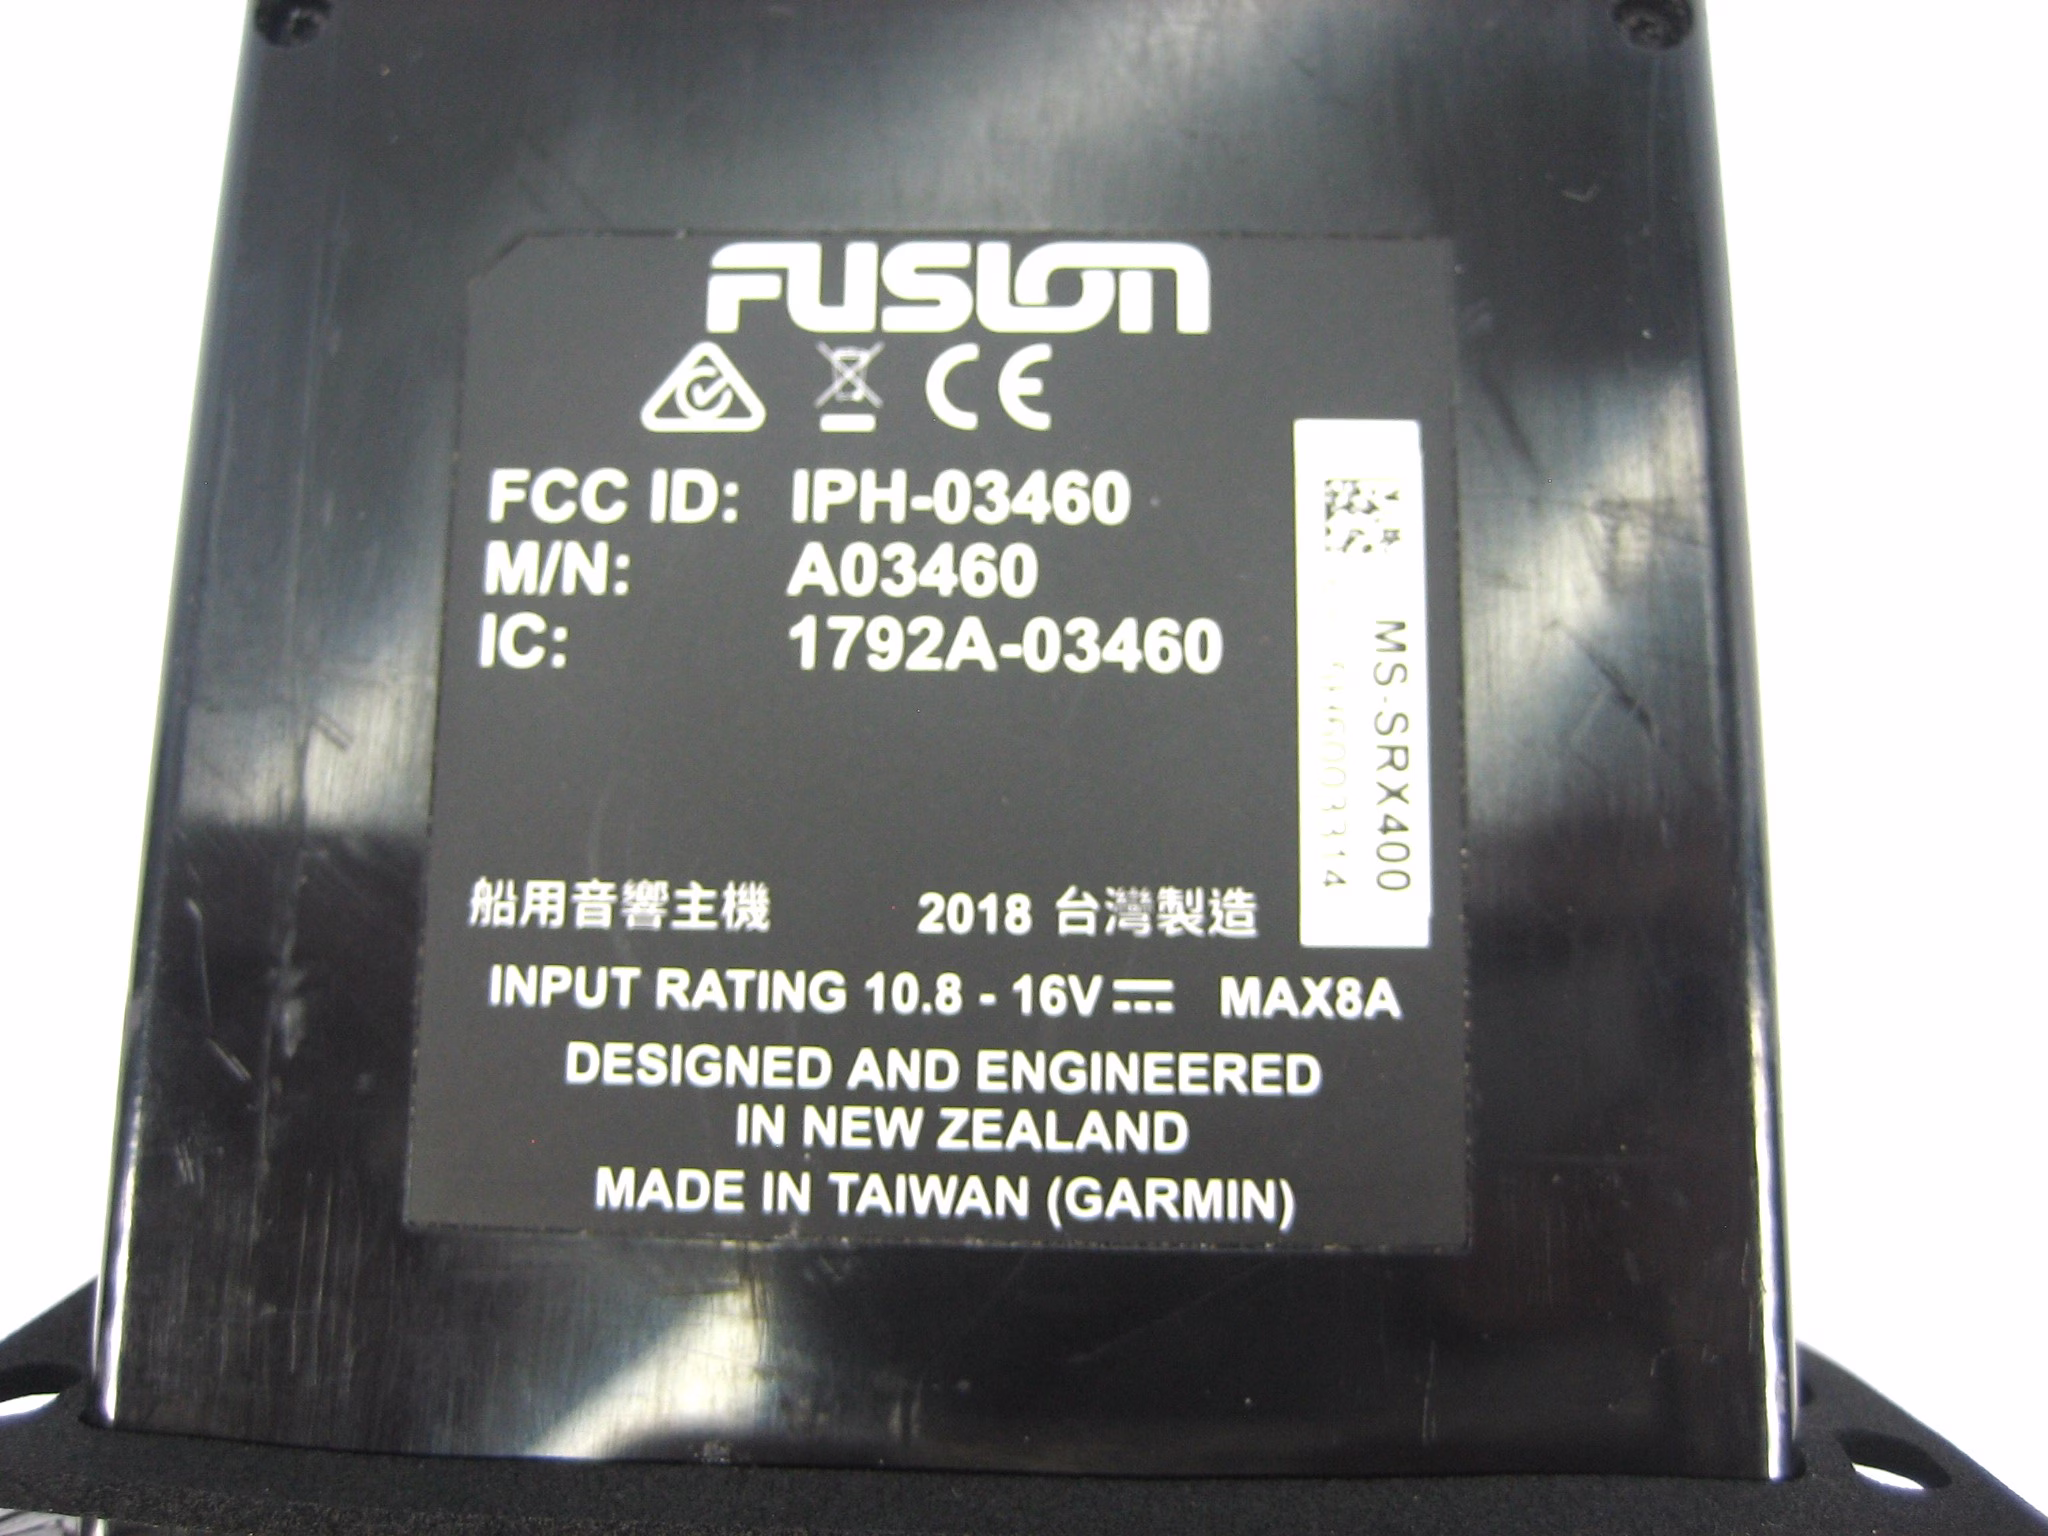 FUSION
FCC ID: IPH-03460
M/N: A03460
IC: 1792A-03460
MS-SRX400
船用音響主機 2018 台灣製造
INPUT RATING 10.8 - 16V MAX8A
DESIGNED AND ENGINEERED
IN NEW ZEALAND
MADE IN TAIWAN (GARMIN)